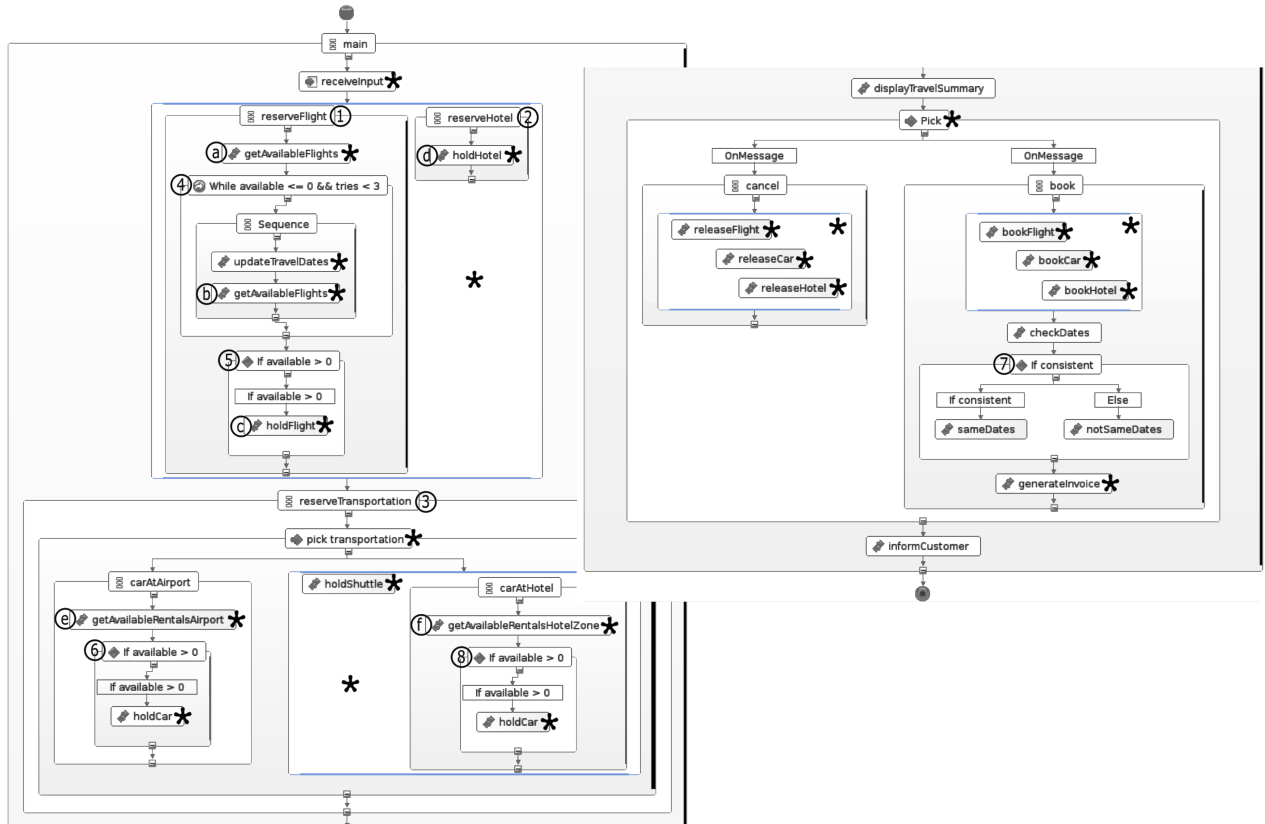 main
receiveInput *
reserveFlight 1
reserveHotel 2
a getAvailableFlights *
d holdHotel *
4 While available <= 0 && tries < 3
Sequence
updateTravelDates *
b getAvailableFlights *
*
5 If available > 0
If available > 0
c holdFlight *
reserveTransportation 3
pick transportation *
carAtAirport
e getAvailableRentalsAirport *
6 If available > 0
If available > 0
holdCar *
holdShuttle *
*
carAtHotel
f getAvailableRentalsHotelZone *
8 If available > 0
If available > 0
holdCar *
displayTravelSummary
Pick *
OnMessage
cancel
releaseFlight *
*
releaseCar *
releaseHotel *
OnMessage
book
bookFlight *
*
bookCar *
bookHotel *
checkDates
7 If consistent
If consistent
Else
sameDates
notSameDates
generateInvoice *
informCustomer